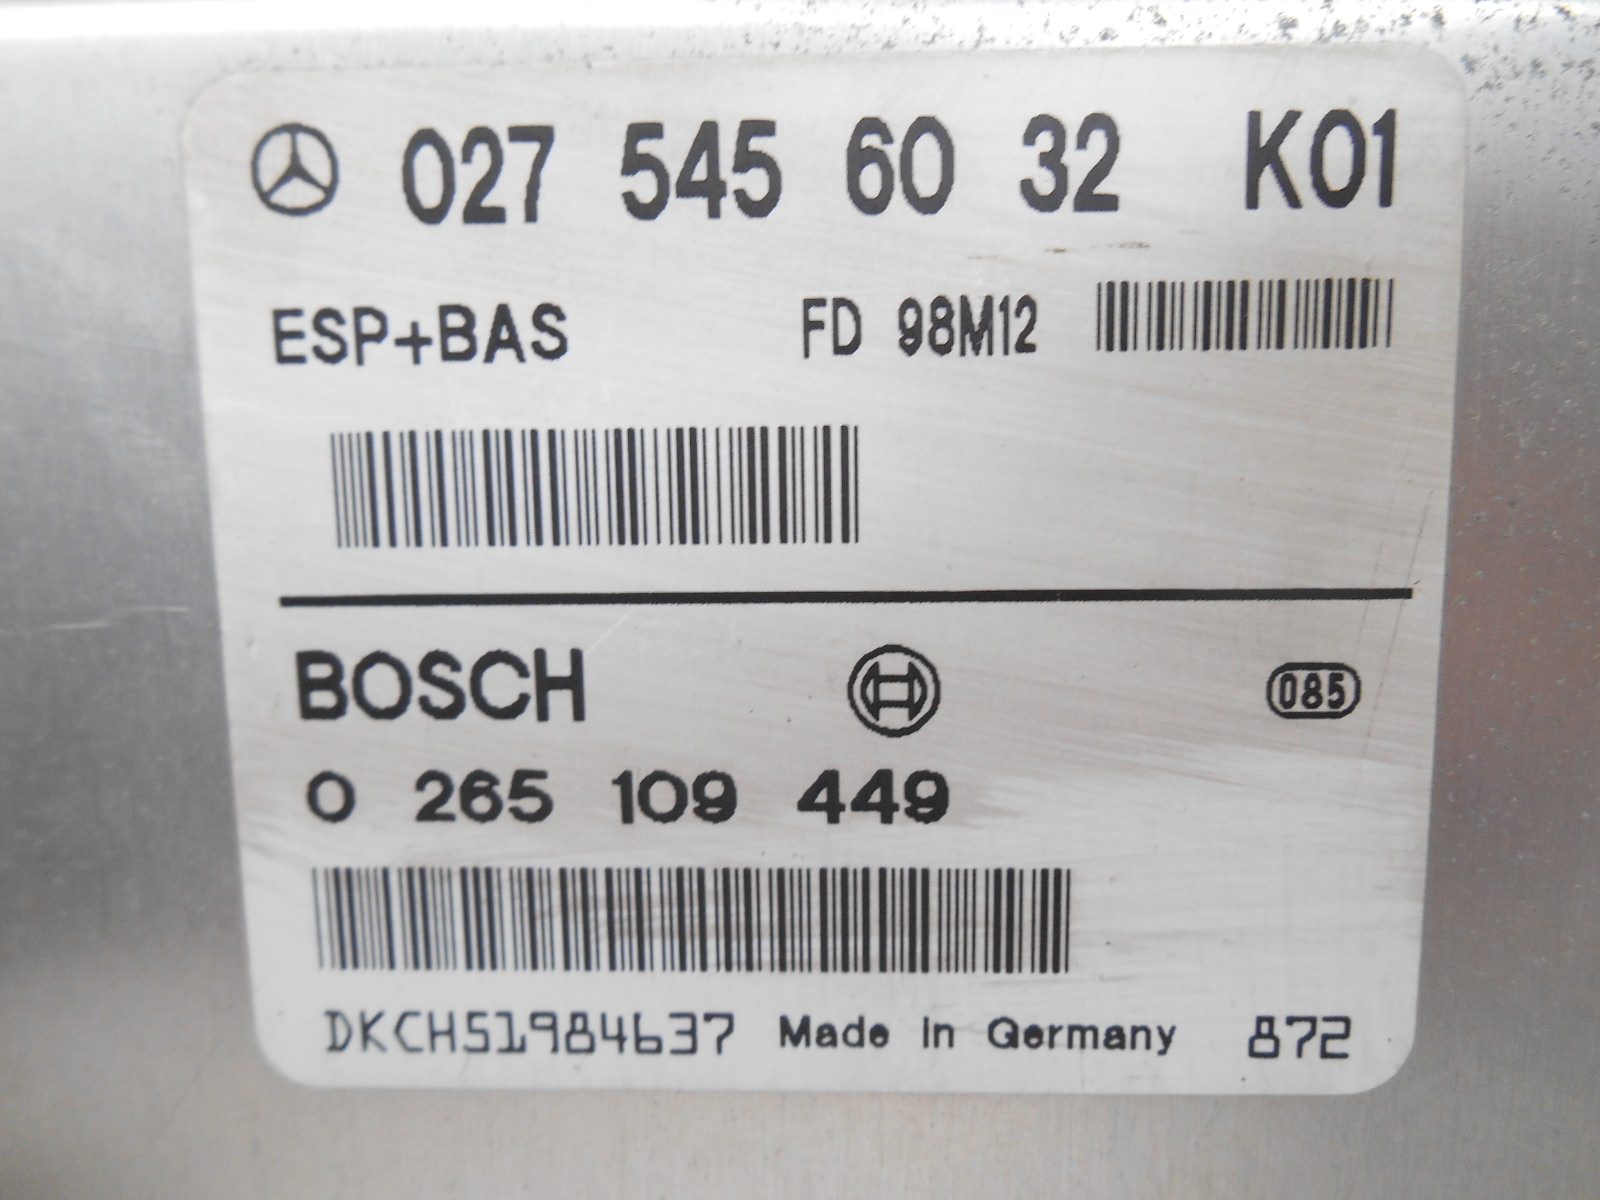 027 545 60 32 K01
ESP+BAS FD 98M12
BOSCH 085
0 265 109 449
DKCH51984637 Made in Germany 872